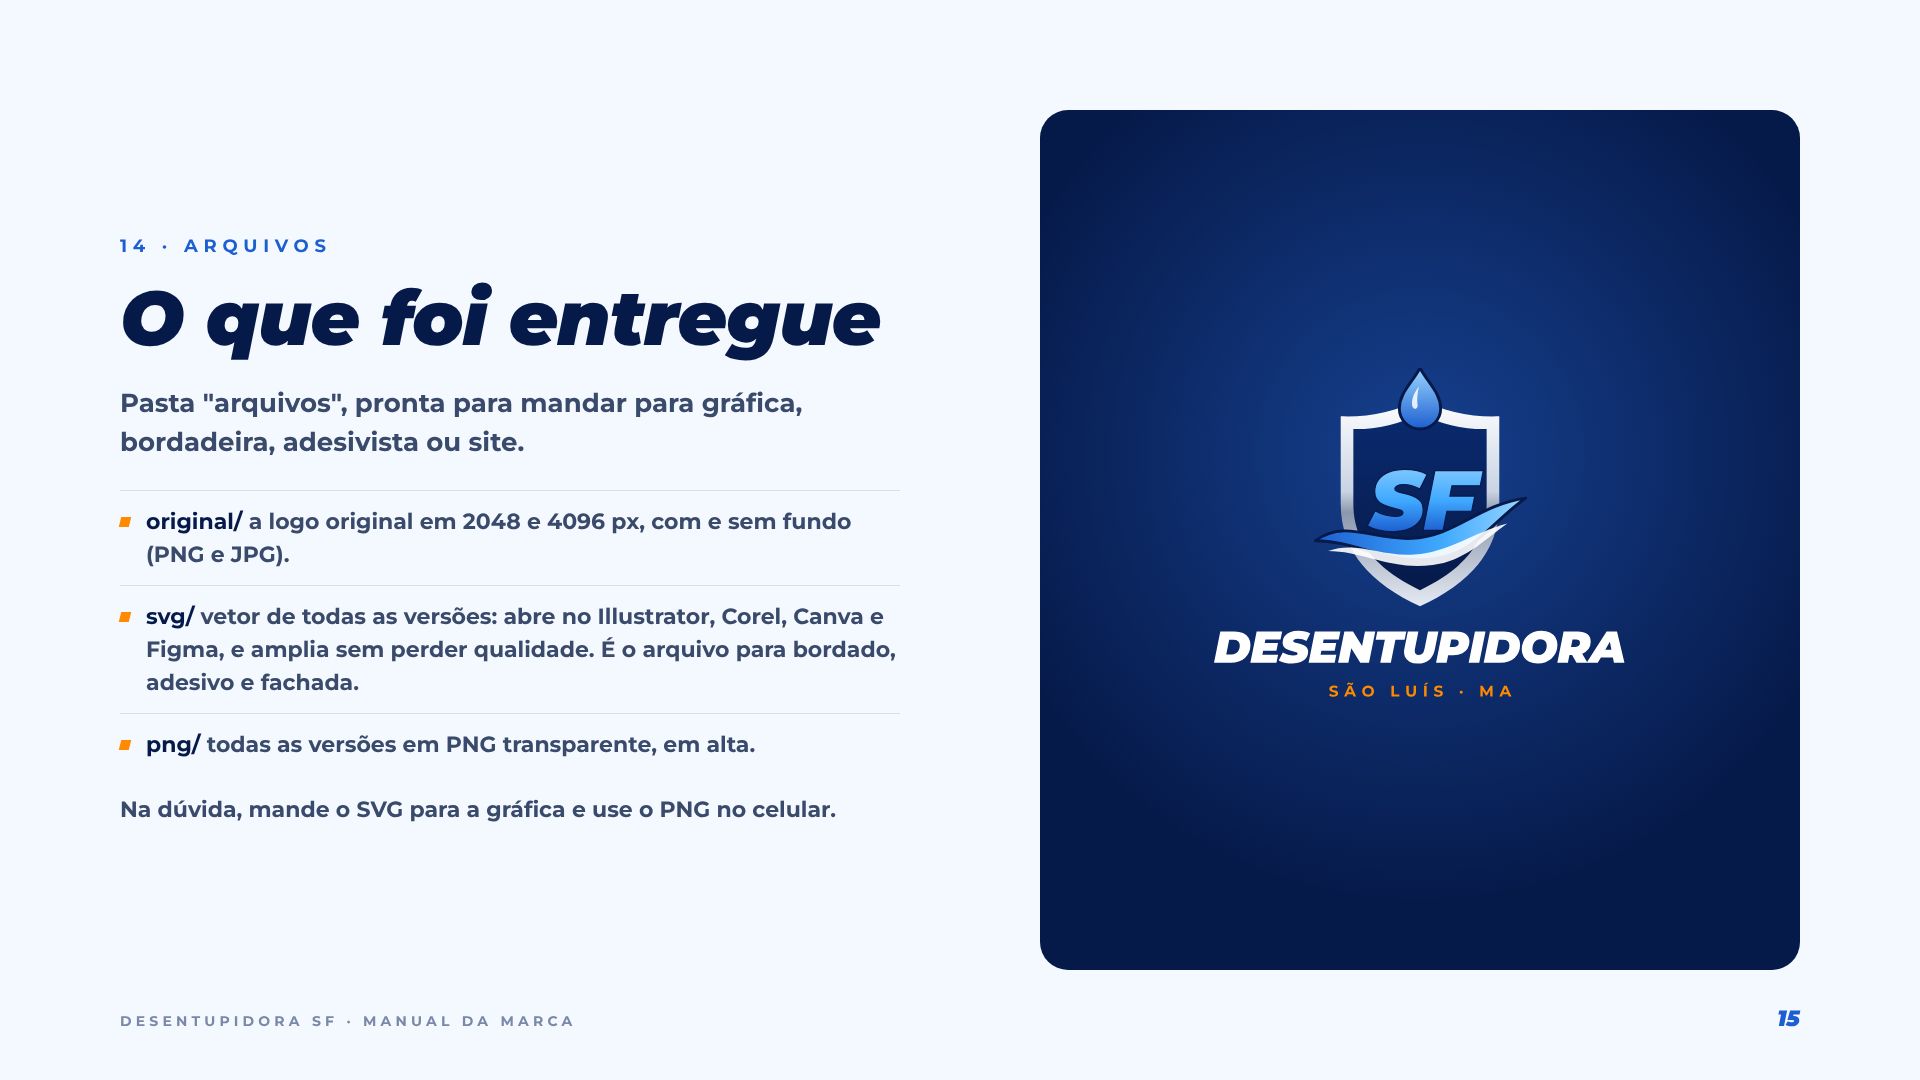 14 · ARQUIVOS
O que foi entregue
Pasta "arquivos", pronta para mandar para gráfica,
bordadeira, adesivista ou site.
original/ a logo original em 2048 e 4096 px, com e sem fundo
(PNG e JPG).
svg/ vetor de todas as versões: abre no Illustrator, Corel, Canva e
Figma, e amplia sem perder qualidade. É o arquivo para bordado,
adesivo e fachada.
png/ todas as versões em PNG transparente, em alta.
Na dúvida, mande o SVG para a gráfica e use o PNG no celular.
SF
DESENTUPIDORA
SÃO LUÍS · MA
DESENTUPIDORA SF · MANUAL DA MARCA
15